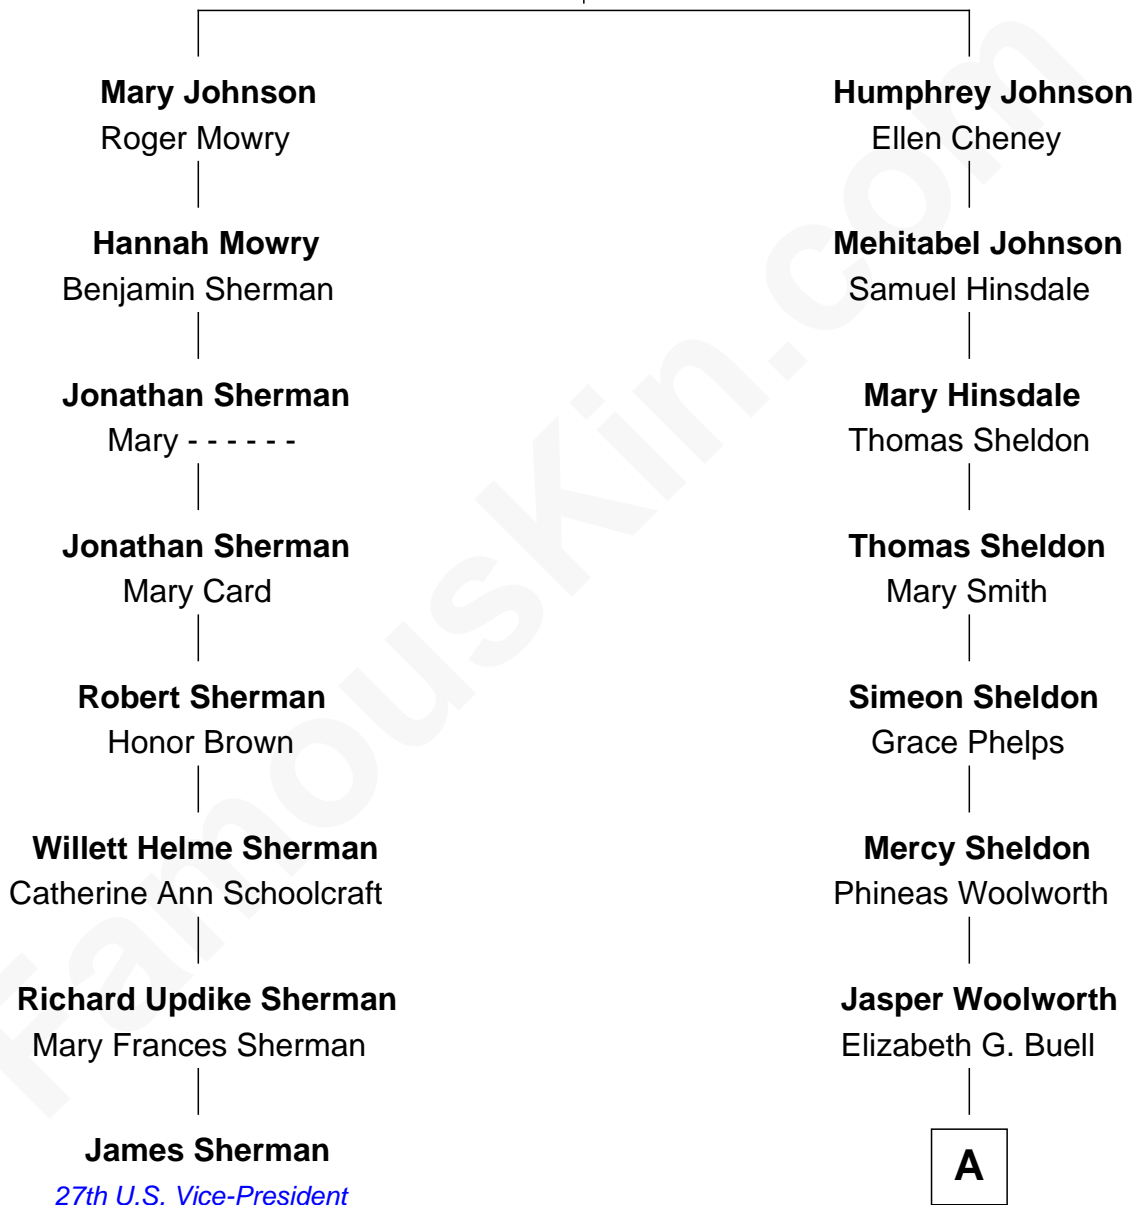 Mary Johnson
Roger Mowry
Humphrey Johnson
Ellen Cheney
Hannah Mowry
Benjamin Sherman
Mehitabel Johnson
Samuel Hinsdale
Jonathan Sherman
Mary - - - - - -
Mary Hinsdale
Thomas Sheldon
Jonathan Sherman
Mary Card
Thomas Sheldon
Mary Smith
Robert Sherman
Honor Brown
Simeon Sheldon
Grace Phelps
Willett Helme Sherman
Catherine Ann Schoolcraft
Mercy Sheldon
Phineas Woolworth
Richard Updike Sherman
Mary Frances Sherman
Jasper Woolworth
Elizabeth G. Buell
James Sherman
27th U.S. Vice-President
A
FamousKin.com